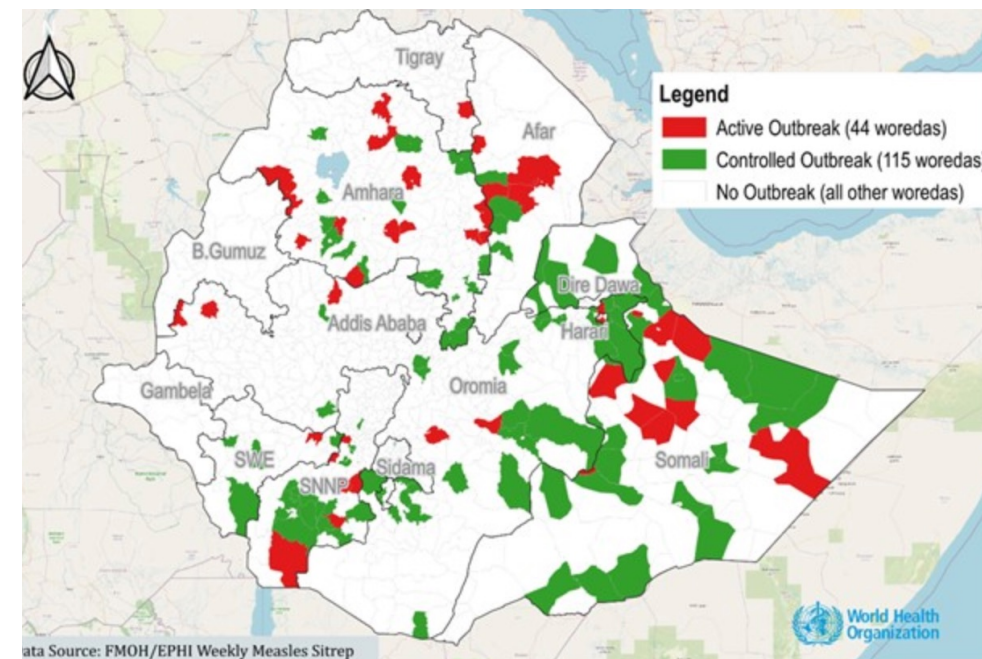 Tigray
Afar
Amhara
B.Gumuz
Dire Dawa
Addis Ababa
Harari
Oromia
Gambela
SWE
Sidama
SNNP
Somali
Legend
Active Outbreak (44 woredas)
Controlled Outbreak (115 woredas
No Outbreak (all other woredas)
World Health
Organization
ata Source: FMOH/EPHI Weekly Measles Sitrep